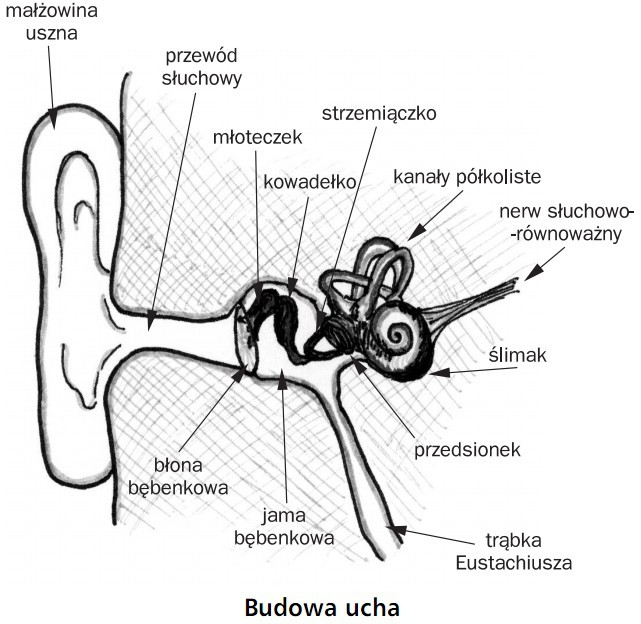 małżowina
uszna
przewód
słuchowy
strzemiączko
młoteczek
kowadełko
kanały półkoliste
nerw słuchowo-
-równoważny
ślimak
przedsionek
błona
bębenkowa
jama
bębenkowa
trąbka
Eustachiusza
Budowa ucha